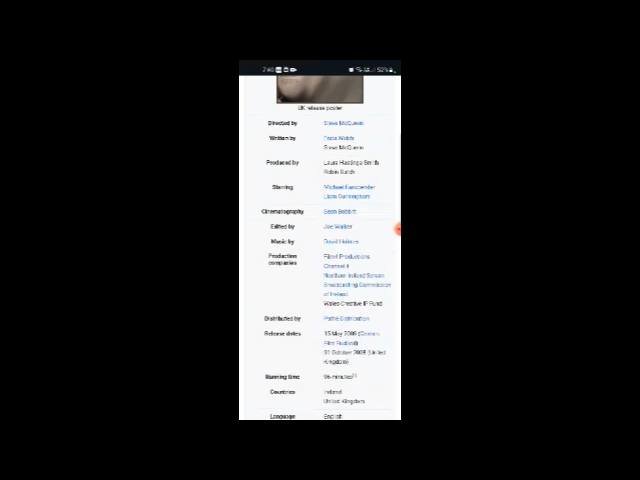 UK release poster
Directed by Steve McQueen
Written by Enda Walsh
Steve McQueen
Produced by Laura Hastings-Smith
Robin Gutch
Starring Michael Fassbender
Liam Cunningham
Cinematography Sean Bobbitt
Edited by Joe Walker
Music by David Holmes
Production
companies
Film4 Productions
Channel 4
Northern Ireland Screen
Broadcasting Commission
of Ireland
Wales Creative IP Fund
Distributed by Pathé Distribution
Release dates 15 May 2008 (Cannes
Film Festival)
31 October 2008 (United
Kingdom)
Running time 96 minutes
Countries Ireland
United Kingdom
Language English